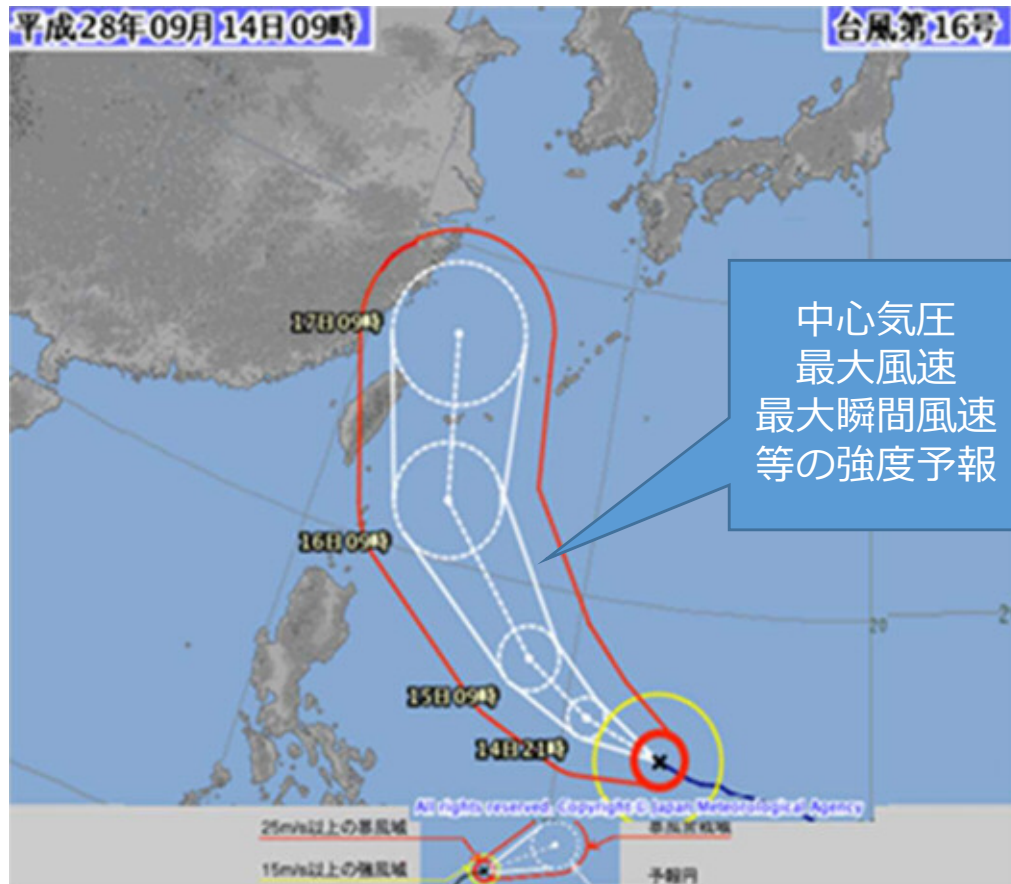 平成28年09月14日09時
台風第16号
中心気圧
最大風速
最大瞬間風速
等の強度予報
17日09時
16日09時
15日09時
14日21時
20
All rights reserved. Copyright © Japan Meteorological Agency
25m/s以上の暴風域
暴風警戒域
15m/s以上の強風域
予報円